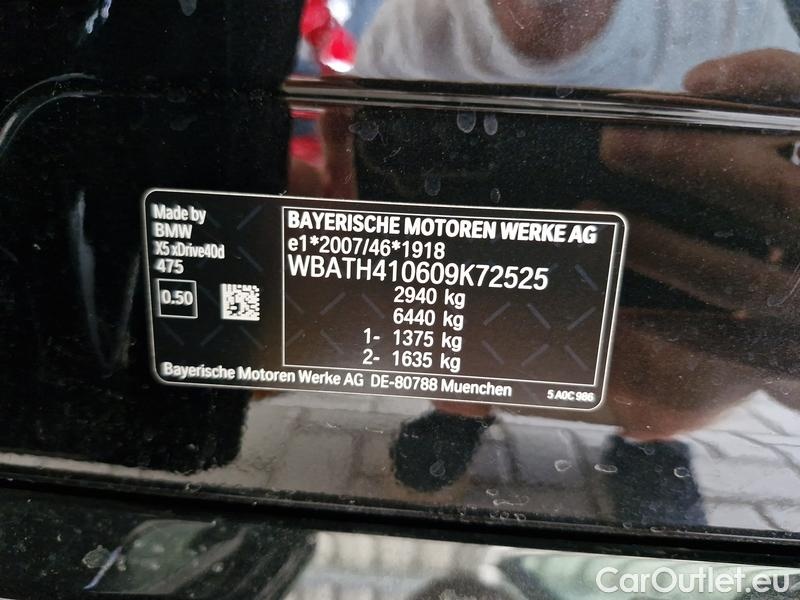 Made by
BMW
X5 xDrive40d
475
0.50
BAYERISCHE MOTOREN WERKE AG
e1*2007/46*1918
WBATH410609K72525
2940 kg
6440 kg
1- 1375 kg
2- 1635 kg
Bayerische Motoren Werke AG DE-80788 Muenchen
5 A0C 986
CarOutlet.eu